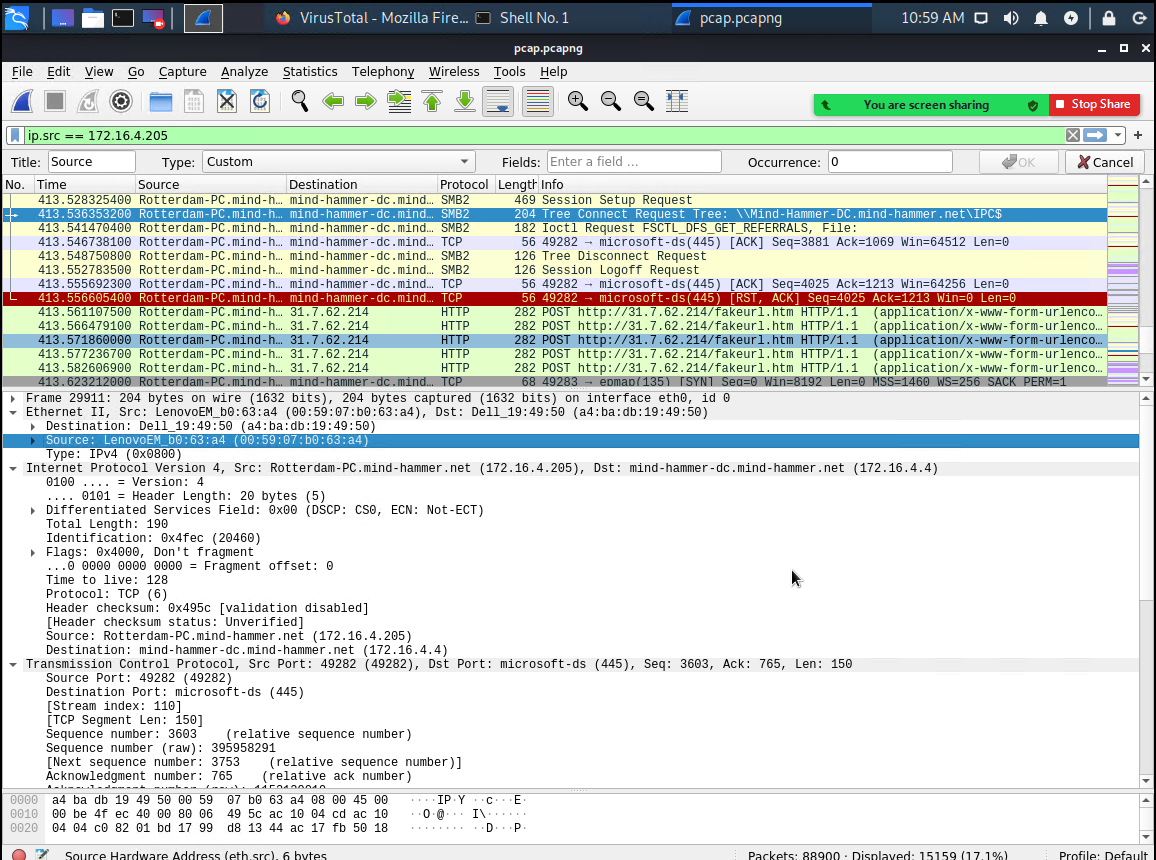 VirusTotal - Mozilla Fire... Shell No. 1 pcap.pcapng 10:59 AM
pcap.pcapng
File Edit View Go Capture Analyze Statistics Telephony Wireless Tools Help
You are screen sharing Stop Share
ip.src == 172.16.4.205
Title: Source Type: Custom Fields: Enter a field ... Occurrence: 0 OK Cancel
No. Time Source Destination Protocol Length Info
413.528325400 Rotterdam-PC.mind-h… mind-hammer-dc.mind… SMB2 469 Session Setup Request
413.536353200 Rotterdam-PC.mind-h… mind-hammer-dc.mind… SMB2 204 Tree Connect Request Tree: \\Mind-Hammer-DC.mind-hammer.net\IPC$
413.541470400 Rotterdam-PC.mind-h… mind-hammer-dc.mind… SMB2 182 Ioctl Request FSCTL_DFS_GET_REFERRALS, File:
413.546738100 Rotterdam-PC.mind-h… mind-hammer-dc.mind… TCP 56 49282 → microsoft-ds(445) [ACK] Seq=3881 Ack=1069 Win=64512 Len=0
413.548750800 Rotterdam-PC.mind-h… mind-hammer-dc.mind… SMB2 126 Tree Disconnect Request
413.552783500 Rotterdam-PC.mind-h… mind-hammer-dc.mind… SMB2 126 Session Logoff Request
413.555692300 Rotterdam-PC.mind-h… mind-hammer-dc.mind… TCP 56 49282 → microsoft-ds(445) [ACK] Seq=4025 Ack=1213 Win=64256 Len=0
413.556605400 Rotterdam-PC.mind-h… mind-hammer-dc.mind… TCP 56 49282 → microsoft-ds(445) [RST, ACK] Seq=4025 Ack=1213 Win=0 Len=0
413.561107500 Rotterdam-PC.mind-h… 31.7.62.214 HTTP 282 POST http://31.7.62.214/fakeurl.htm HTTP/1.1 (application/x-www-form-urlenco…
413.566479100 Rotterdam-PC.mind-h… 31.7.62.214 HTTP 282 POST http://31.7.62.214/fakeurl.htm HTTP/1.1 (application/x-www-form-urlenco…
413.571860000 Rotterdam-PC.mind-h… 31.7.62.214 HTTP 282 POST http://31.7.62.214/fakeurl.htm HTTP/1.1 (application/x-www-form-urlenco…
413.577236700 Rotterdam-PC.mind-h… 31.7.62.214 HTTP 282 POST http://31.7.62.214/fakeurl.htm HTTP/1.1 (application/x-www-form-urlenco…
413.582606900 Rotterdam-PC.mind-h… 31.7.62.214 HTTP 282 POST http://31.7.62.214/fakeurl.htm HTTP/1.1 (application/x-www-form-urlenco…
413.623212000 Rotterdam-PC.mind-h… mind-hammer-dc.mind… TCP 68 49283 → epmap(135) [SYN] Seq=0 Win=8192 Len=0 MSS=1460 WS=256 SACK_PERM=1
Frame 29911: 204 bytes on wire (1632 bits), 204 bytes captured (1632 bits) on interface eth0, id 0
Ethernet II, Src: LenovoEM_b0:63:a4 (00:59:07:b0:63:a4), Dst: Dell_19:49:50 (a4:ba:db:19:49:50)
Destination: Dell_19:49:50 (a4:ba:db:19:49:50)
Source: LenovoEM_b0:63:a4 (00:59:07:b0:63:a4)
Type: IPv4 (0x0800)
Internet Protocol Version 4, Src: Rotterdam-PC.mind-hammer.net (172.16.4.205), Dst: mind-hammer-dc.mind-hammer.net (172.16.4.4)
0100 .... = Version: 4
.... 0101 = Header Length: 20 bytes (5)
Differentiated Services Field: 0x00 (DSCP: CS0, ECN: Not-ECT)
Total Length: 190
Identification: 0x4fec (20460)
Flags: 0x4000, Don't fragment
...0 0000 0000 0000 = Fragment offset: 0
Time to live: 128
Protocol: TCP (6)
Header checksum: 0x495c [validation disabled]
[Header checksum status: Unverified]
Source: Rotterdam-PC.mind-hammer.net (172.16.4.205)
Destination: mind-hammer-dc.mind-hammer.net (172.16.4.4)
Transmission Control Protocol, Src Port: 49282 (49282), Dst Port: microsoft-ds (445), Seq: 3603, Ack: 765, Len: 150
Source Port: 49282 (49282)
Destination Port: microsoft-ds (445)
[Stream index: 110]
[TCP Segment Len: 150]
Sequence number: 3603 (relative sequence number)
Sequence number (raw): 395958291
[Next sequence number: 3753 (relative sequence number)]
Acknowledgment number: 765 (relative ack number)
0000 a4 ba db 19 49 50 00 59 07 b0 63 a4 08 00 45 00 ····IP·Y ··c···E·
0010 00 be 4f ec 40 00 80 06 49 5c ac 10 04 cd ac 10 ··O·@··· I\······
0020 04 04 c0 82 01 bd 17 99 d8 13 44 ac 17 fb 50 18 ········ ··D···P·
Source Hardware Address (eth.src), 6 bytes Packets: 88900 · Displayed: 15159 (17.1%) Profile: Default